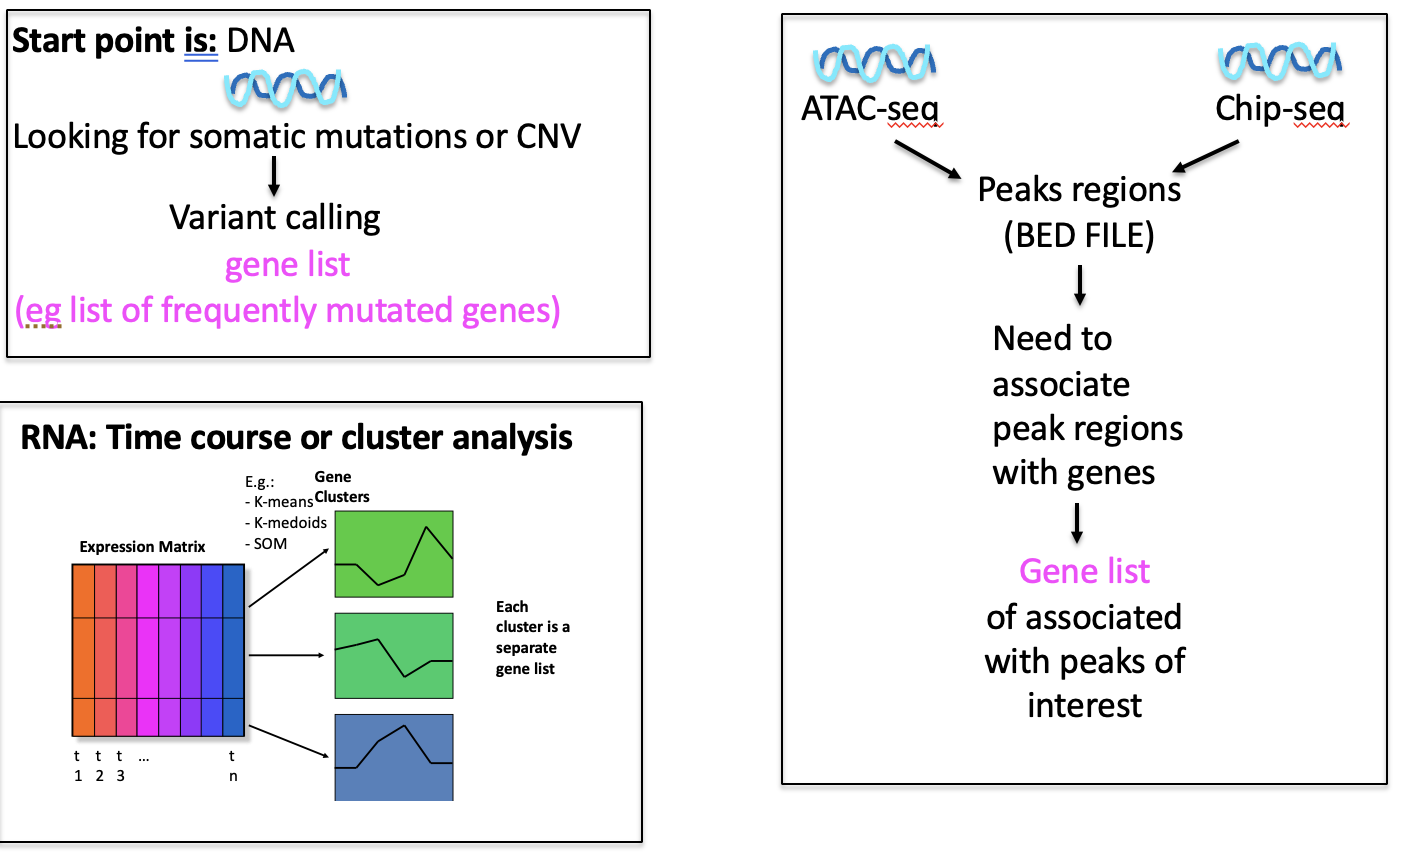 Start point is: DNA
Looking for somatic mutations or CNV
Variant calling
gene list
(eg list of frequently mutated genes)
RNA: Time course or cluster analysis
E.g.:
- K-means
- K-medoids
- SOM
Gene
Clusters
Expression Matrix
Each
cluster is a
separate
gene list
t t t ... t
1 2 3 n
ATAC-seq
Chip-seq
Peaks regions
(BED FILE)
Need to
associate
peak regions
with genes
Gene list
of associated
with peaks of
interest